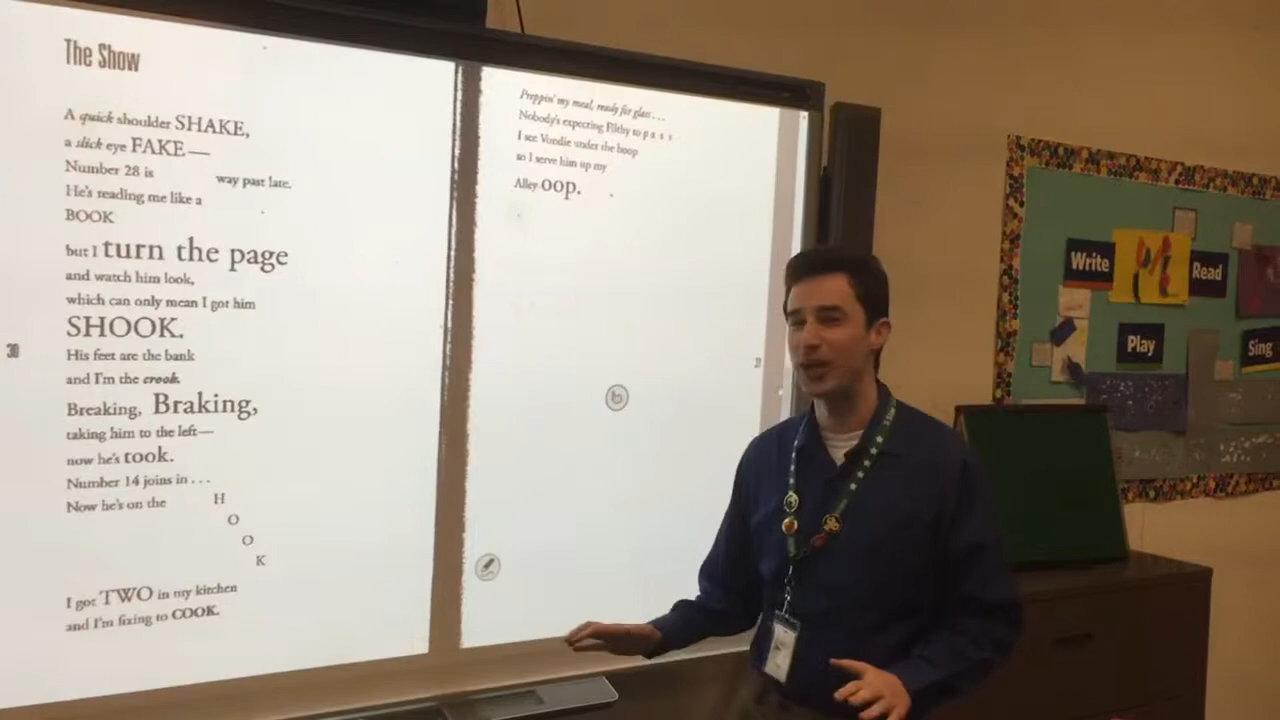 The Show
A quick shoulder SHAKE,
a slick eye FAKE—
Number 28 is way past late.
He's reading me like a
BOOK
but I turn the page
and watch him look,
which can only mean I got him
SHOOK.
His feet are the bank
and I'm the crook.
Breaking, Braking,
taking him to the left—
now he's took.
Number 14 joins in . . .
Now he's on the
H
O
O
K
I got TWO in my kitchen
and I'm fixing to COOK.
30
Preppin' my meal, ready for glass . . .
Nobody's expecting Filthy to p a s s
I see Vondie under the hoop
so I serve him up my
Alley oop.
Write
Read
Play
Sing